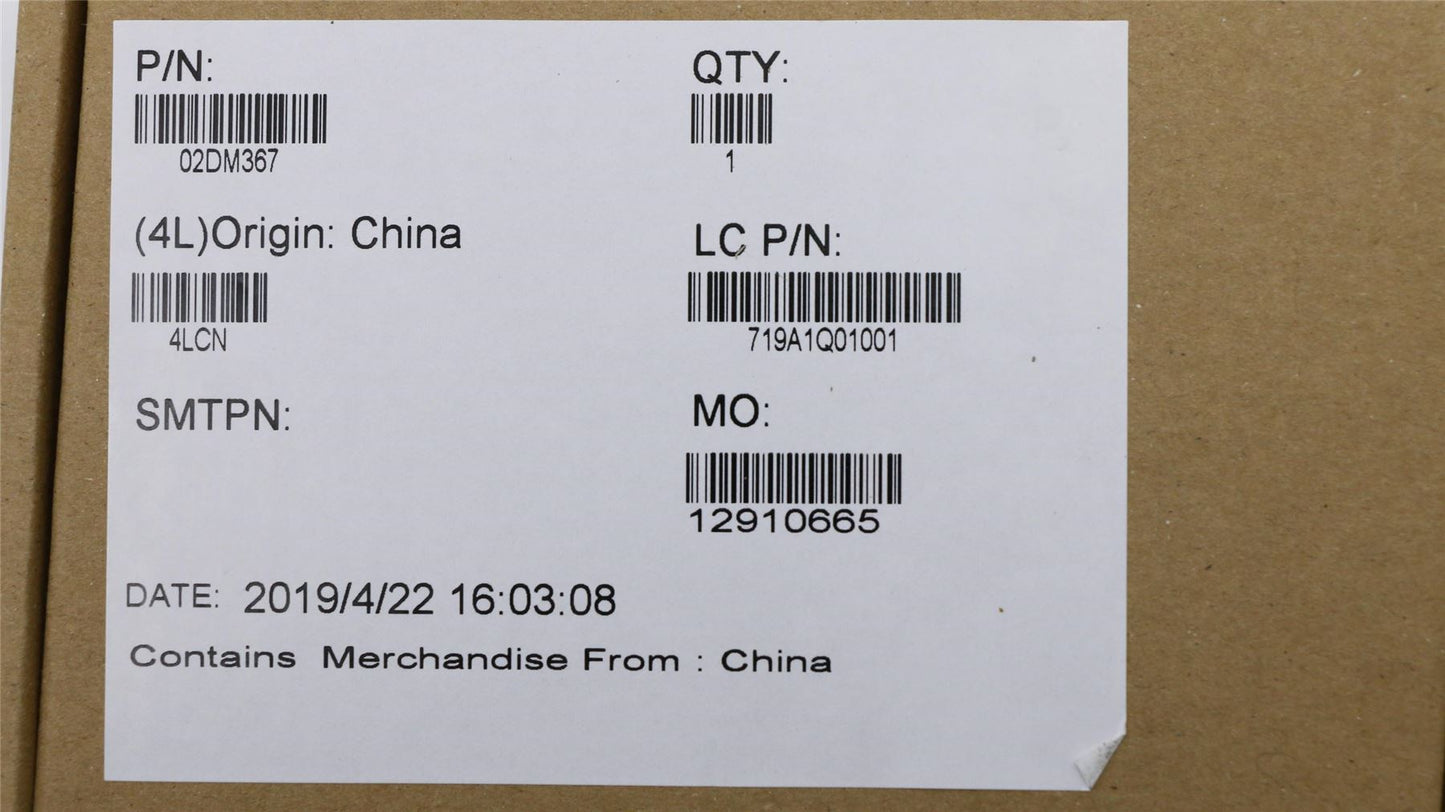 P/N:
QTY:
02DM367
1
(4L)Origin: China
LC P/N:
4LCN
719A1Q01001
SMTPN:
MO:
12910665
DATE: 2019/4/22 16:03:08
Contains Merchandise From : China